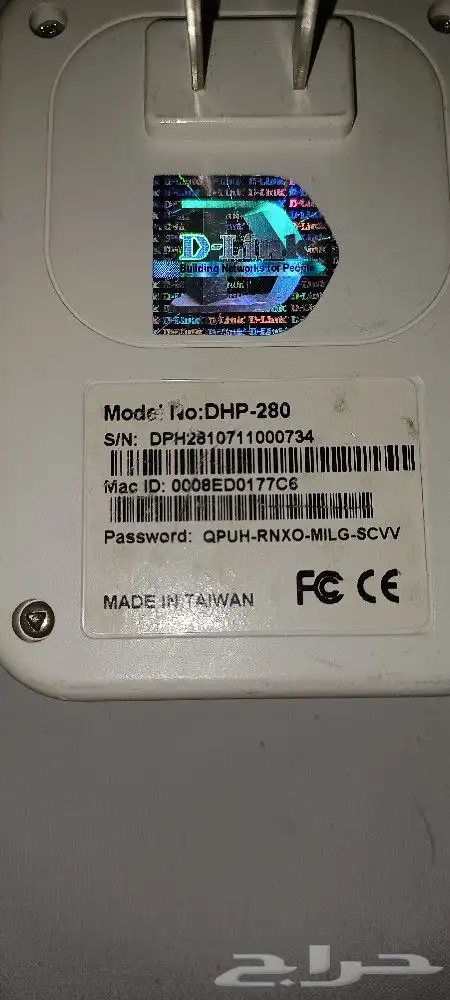 D-Link
Building Networks for People
Model No:DHP-280
S/N: DPH2810711000734
Mac ID: 0008ED0177C6
Password: QPUH-RNXO-MILG-SCVV
MADE IN TAIWAN FC CE
حراج